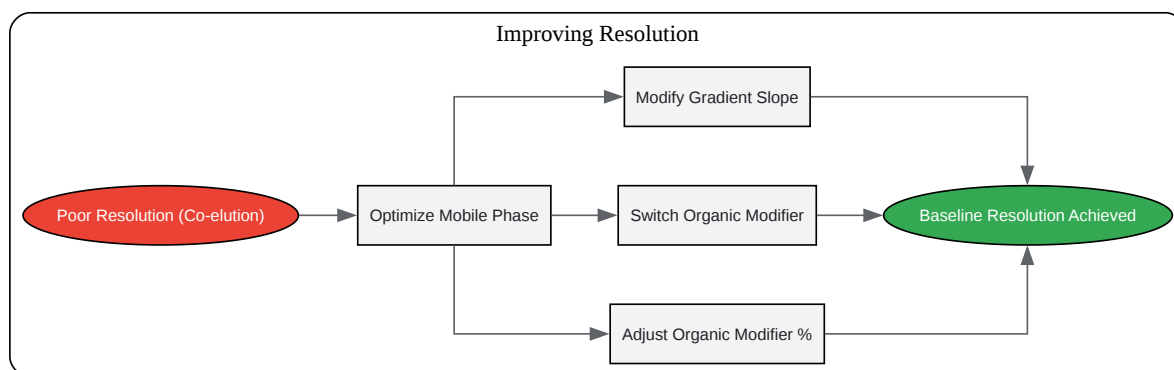 Improving Resolution
Modify Gradient Slope
Poor Resolution (Co-elution)
Optimize Mobile Phase
Switch Organic Modifier
Baseline Resolution Achieved
Adjust Organic Modifier %